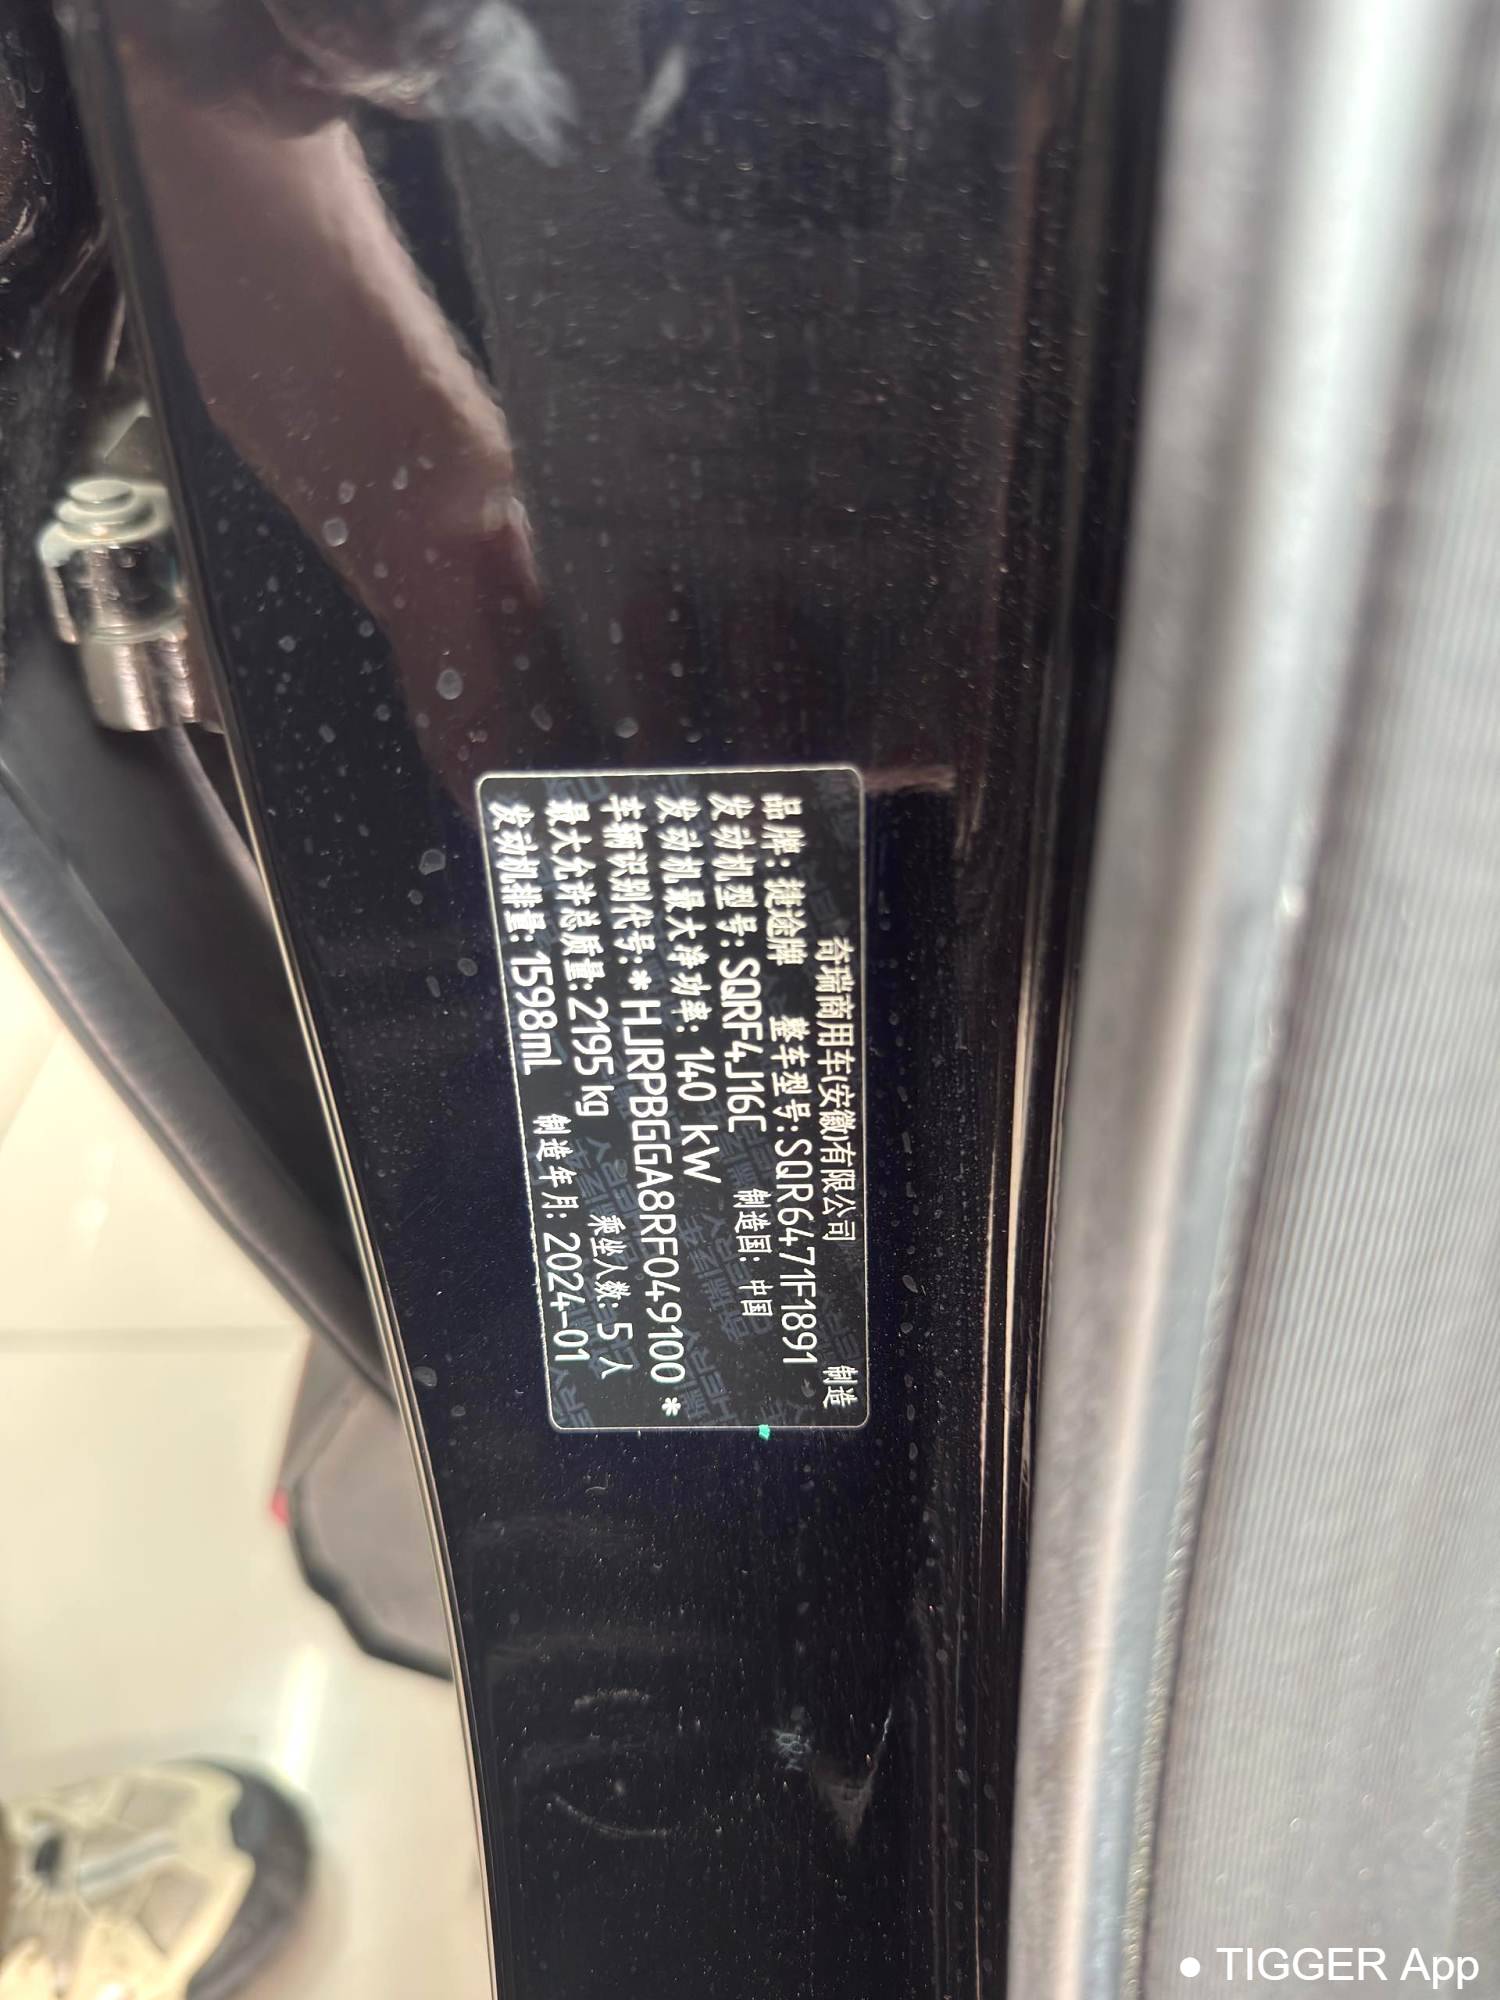 奇瑞商用车(安徽)有限公司 制造
品牌: 捷途牌 整车型号: SQR6471F1891
发动机型号: SQRF4J16C 制造国: 中国
发动机最大净功率: 140 kW
车辆识别代号: *HJRPBGGA8RF049100*
最大允许总质量: 2195 kg 乘坐人数: 5 人
发动机排量: 1598mL 制造年月: 2024-01
TIGGER App